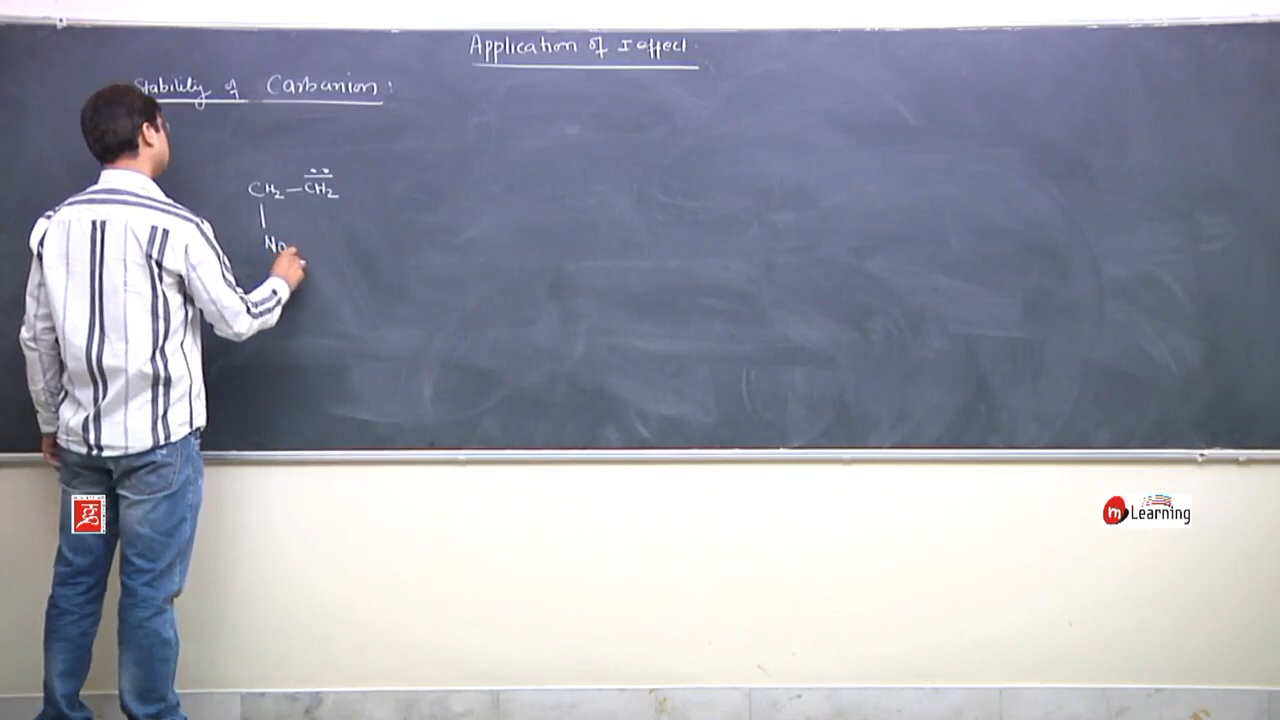 Application of I effect.
Stability of Carbanion:
CH2 — CH2
NO
m Learning